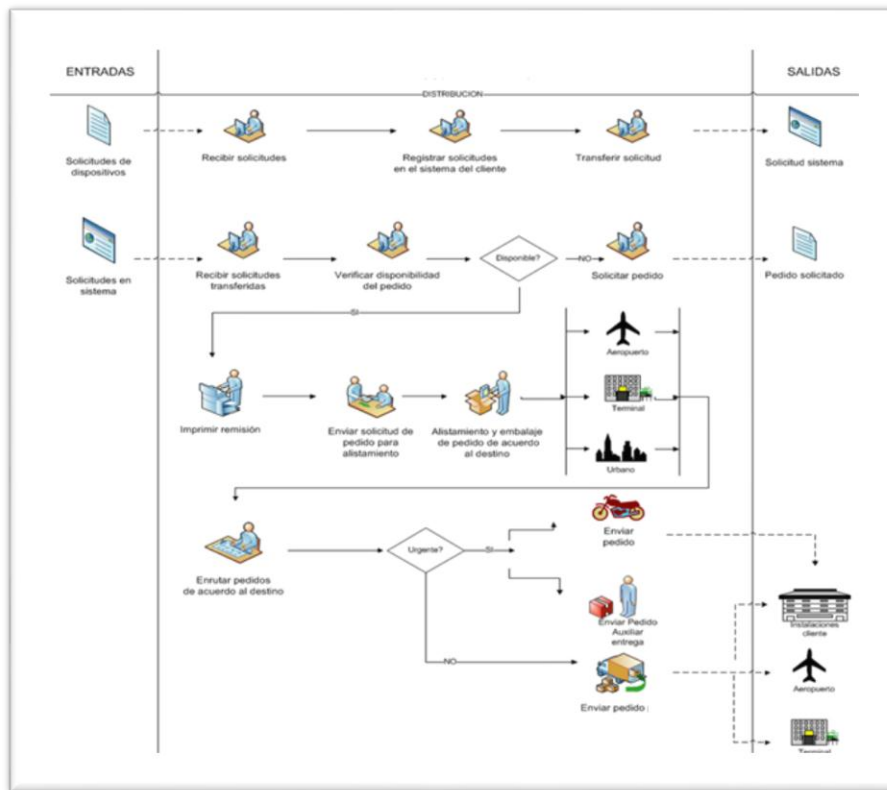 ENTRADAS
SALIDAS
DISTRIBUCION
Solicitudes de
dispositivos
Recibir solicitudes
Registrar solicitudes
en el sistema del cliente
Transferir solicitud
Solicitud sistema
Solicitudes en
sistema
Recibir solicitudes
transferidas
Verificar disponibilidad
del pedido
Disponible?
NO
Solicitar pedido
Pedido solicitado
SI
Aeropuerto
Terminal
Urbano
Imprimir remisión
Enviar solicitud de
pedido para
alistamiento
Alistamiento y embalaje
de pedido de acuerdo
al destino
Enrutar pedidos
de acuerdo al destino
Urgente?
SI
Enviar
pedido
Enviar Pedido
Auxiliar
entrega
NO
Enviar pedido
Instalaciones
cliente
Aeropuerto
Terminal